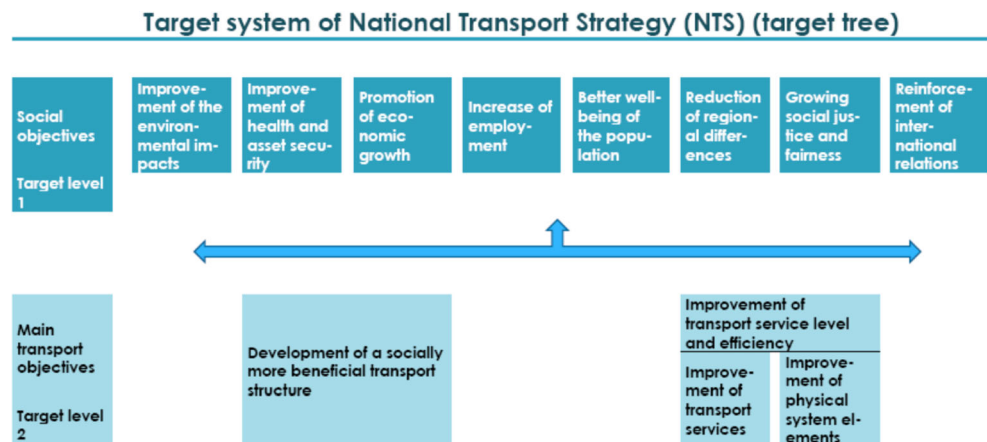 Target system of National Transport Strategy (NTS) (target tree)
Social
objectives
Target level
1
Improve-
ment of the
environ-
mental im-
pacts
Improve-
ment of
health and
asset secu-
rity
Promotion
of eco-
nomic
growth
Increase of
employ-
ment
Better well-
being of
the popu-
lation
Reduction
of region-
al differ-
ences
Growing
social jus-
tice and
fairness
Reinforce-
ment of
inter-
national
relations
Main
transport
objectives
Target level
2
Development of a socially
more beneficial transport
structure
Improvement of
transport service level
and efficiency
Improve-
ment of
transport
services
Improve-
ment of
physical
system el-
ements